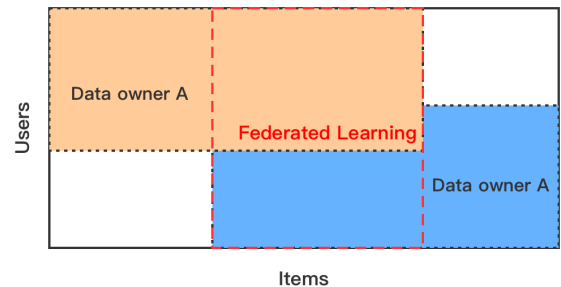 Data owner A
Federated Learning
Data owner A
Users
Items